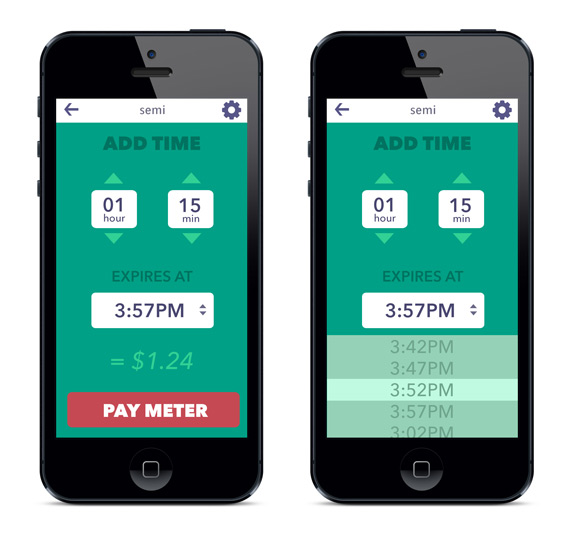 semi
ADD TIME
01 15
hour min
EXPIRES AT
3:57PM
= $1.24
PAY METER
semi
ADD TIME
01 15
hour min
EXPIRES AT
3:57PM
3:42PM
3:47PM
3:52PM
3:57PM
3:02PM